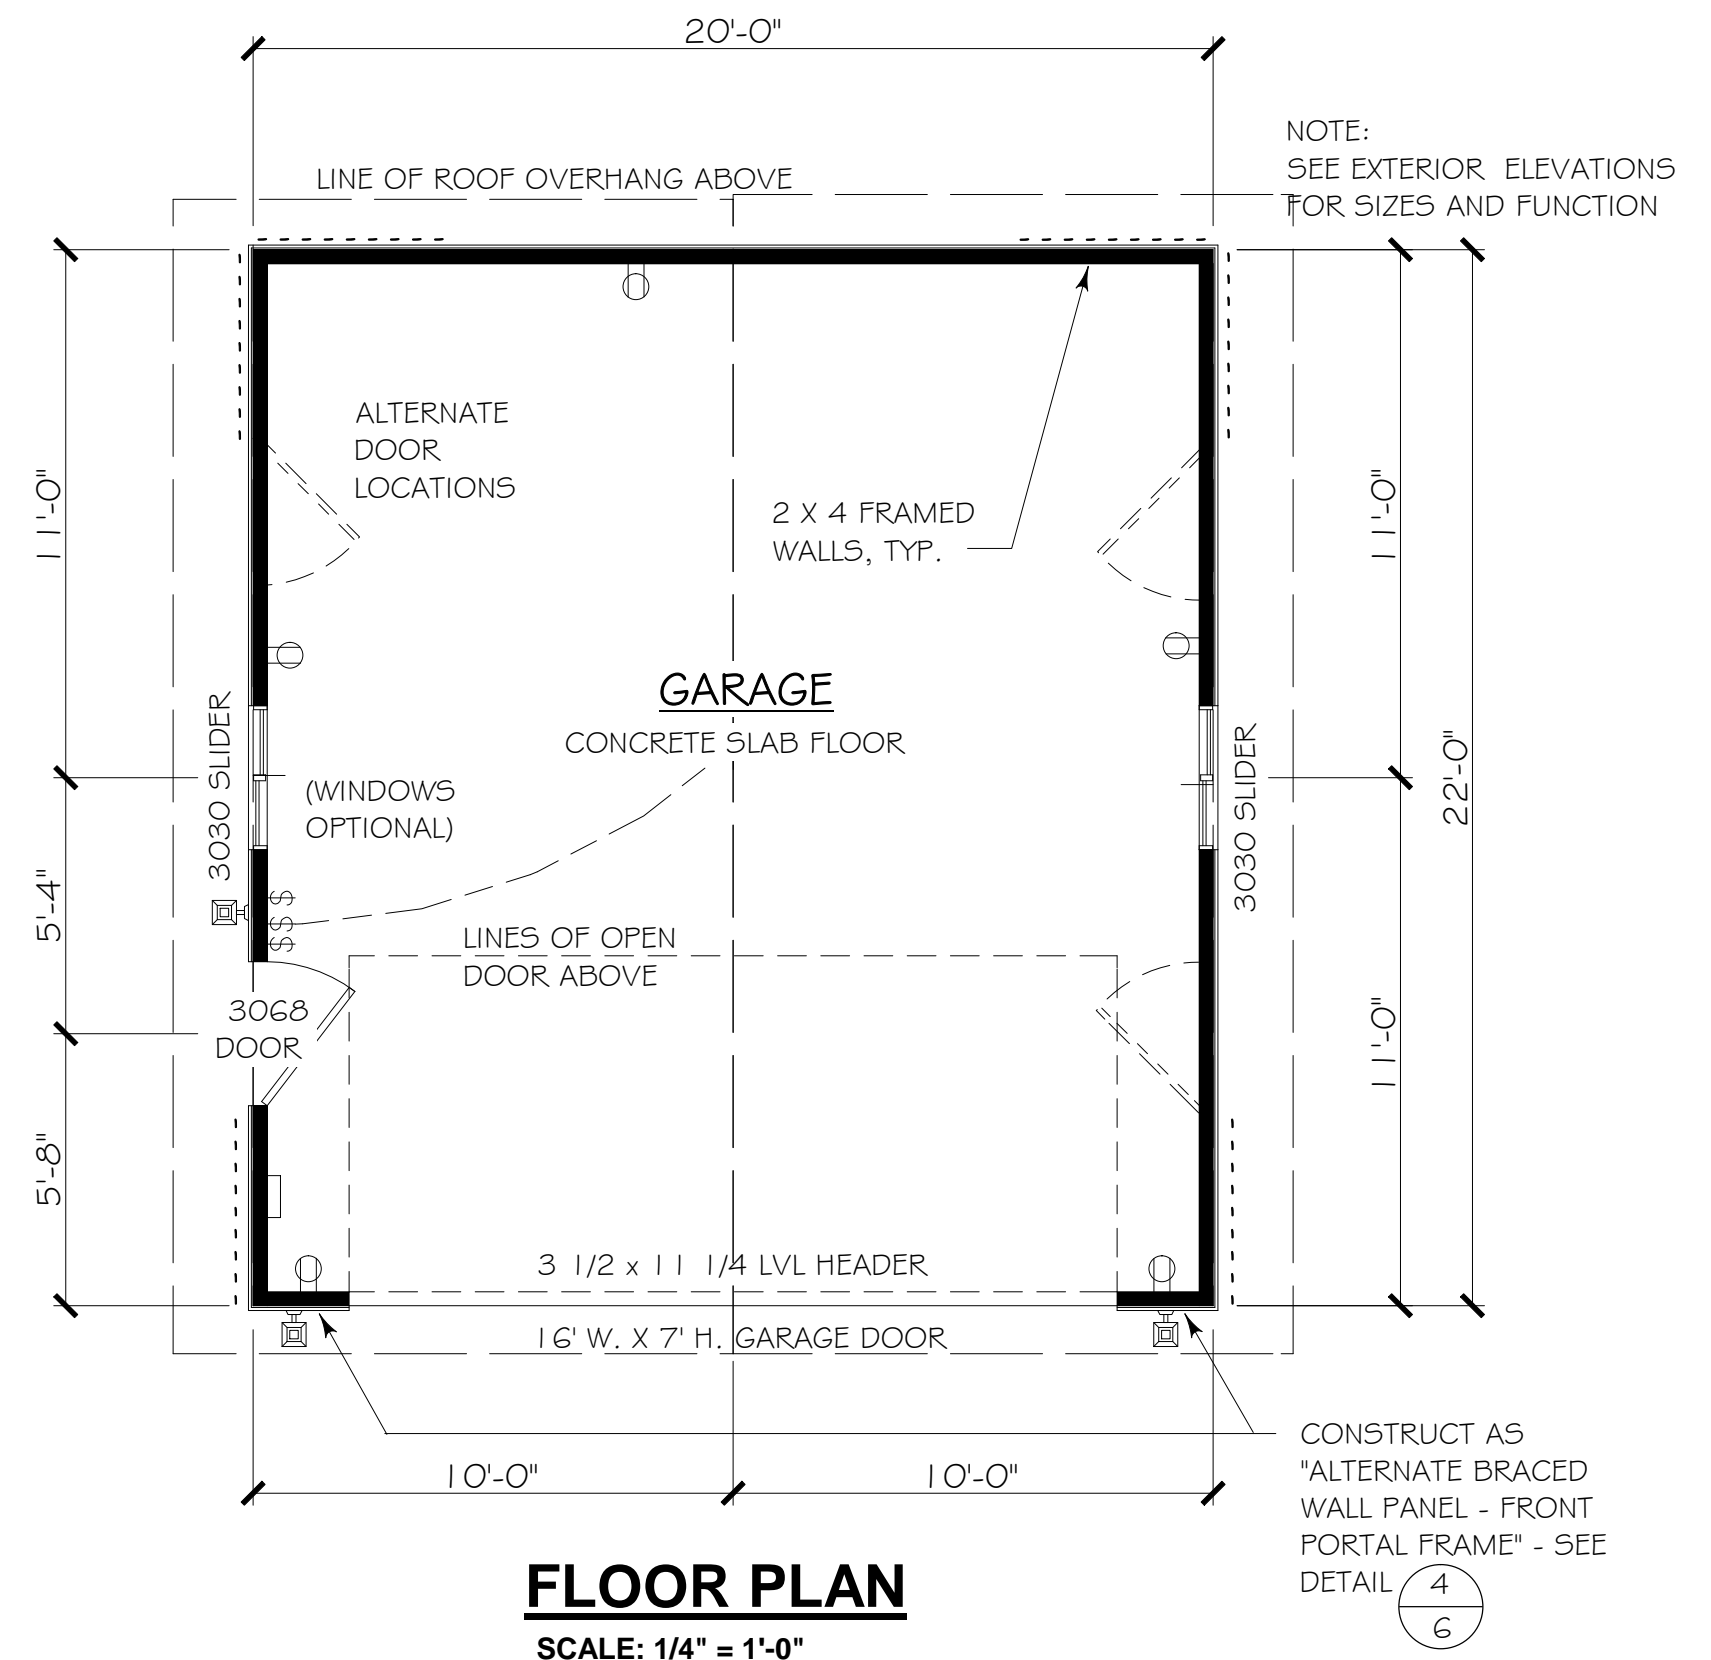 20'-0"
NOTE:
SEE EXTERIOR ELEVATIONS
FOR SIZES AND FUNCTION
LINE OF ROOF OVERHANG ABOVE
ALTERNATE
DOOR
LOCATIONS
11'-0"
11'-0"
2 X 4 FRAMED
WALLS, TYP.
GARAGE
CONCRETE SLAB FLOOR
3030 SLIDER
(WINDOWS
OPTIONAL)
3030 SLIDER
22'-0"
5'-4"
$
$
$
LINES OF OPEN
DOOR ABOVE
3068
DOOR
11'-0"
5'-8"
3 1/2 x 11 1/4 LVL HEADER
16' W. X 7' H. GARAGE DOOR
10'-0"
10'-0"
CONSTRUCT AS
"ALTERNATE BRACED
WALL PANEL - FRONT
PORTAL FRAME" - SEE
DETAIL 4
6
FLOOR PLAN
SCALE: 1/4" = 1'-0"